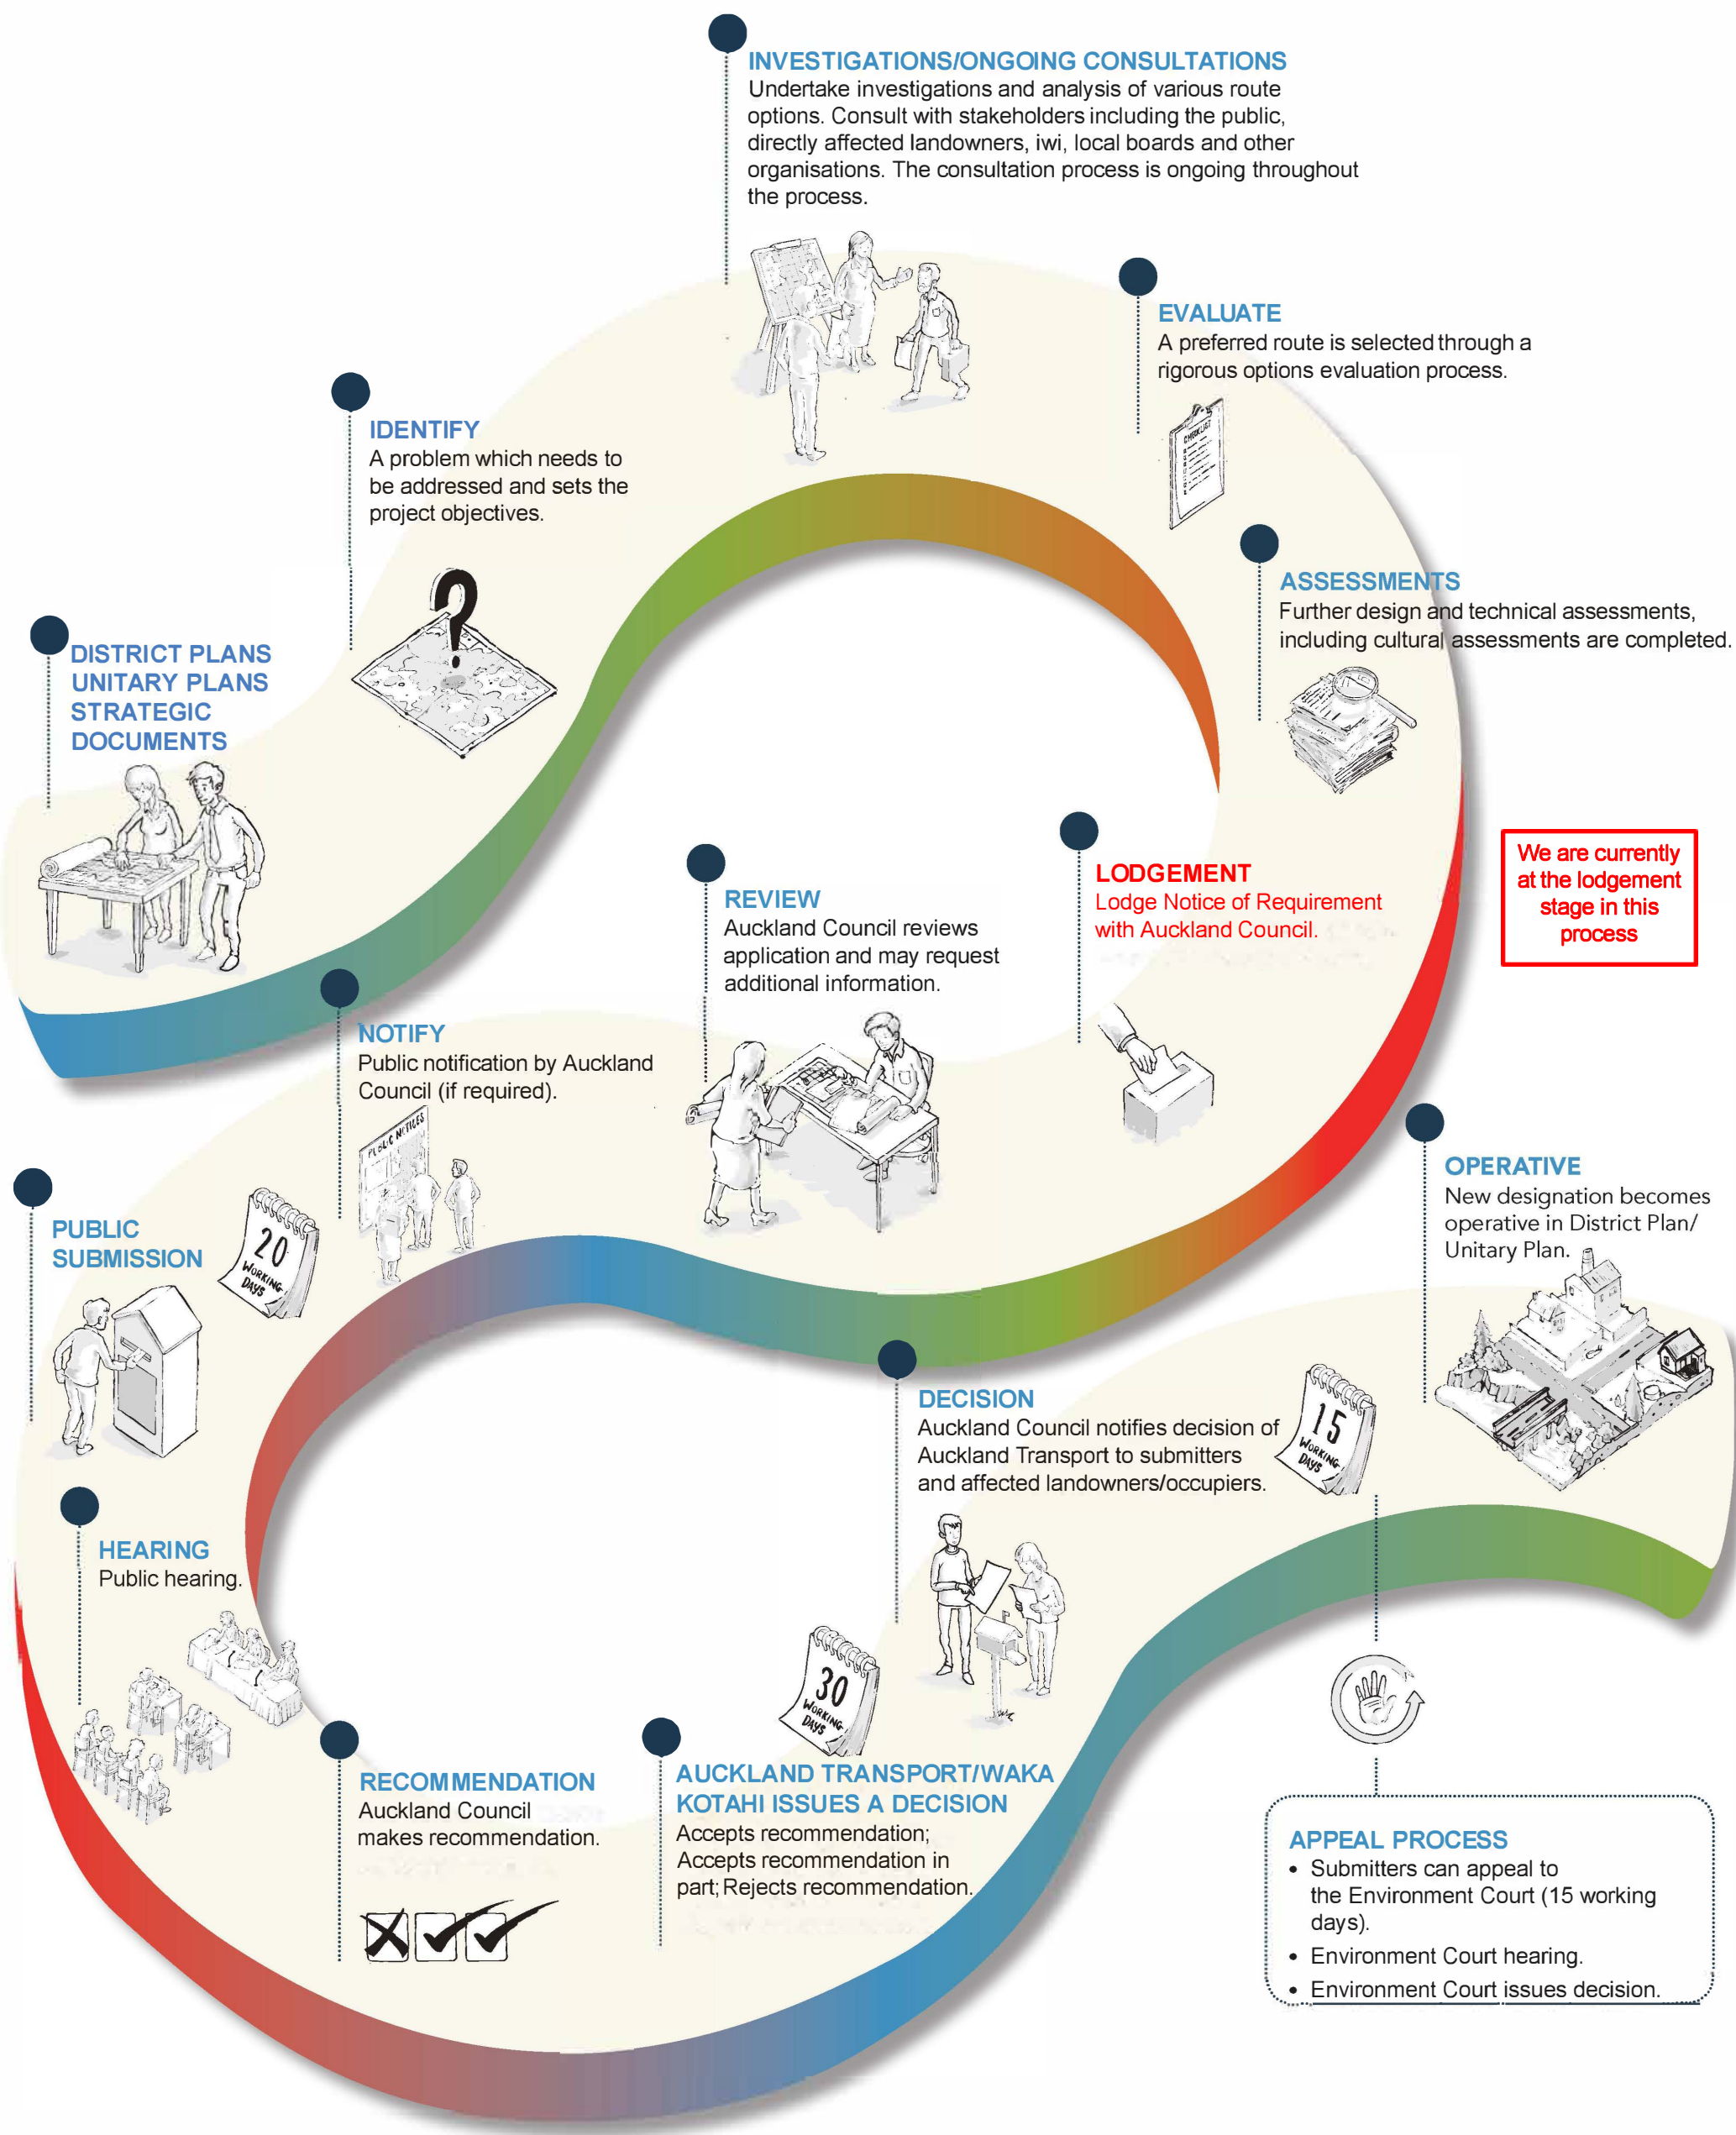 INVESTIGATIONS/ONGOING CONSULTATIONS
Undertake investigations and analysis of various route
options. Consult with stakeholders including the public,
directly affected landowners, iwi, local boards and other
organisations. The consultation process is ongoing throughout
the process.
EVALUATE
A preferred route is selected through a
rigorous options evaluation process.
CHECKLIST
IDENTIFY
A problem which needs to
be addressed and sets the
project objectives.
ASSESSMENTS
Further design and technical assessments,
including cultural assessments are completed.
DISTRICT PLANS
UNITARY PLANS
STRATEGIC
DOCUMENTS
We are currently
at the lodgement
stage in this
process
LODGEMENT
Lodge Notice of Requirement
with Auckland Council.
REVIEW
Auckland Council reviews
application and may request
additional information.
NOTIFY
Public notification by Auckland
Council (if required).
PUBLIC NOTICES
PUBLIC
SUBMISSION
20
WORKING
DAYS
HEARING
Public hearing.
RECOMMENDATION
Auckland Council
makes recommendation.
AUCKLAND TRANSPORT/WAKA
KOTAHI ISSUES A DECISION
Accepts recommendation;
Accepts recommendation in
part; Rejects recommendation.
30
WORKING
DAYS
DECISION
Auckland Council notifies decision of
Auckland Transport to submitters
and affected landowners/occupiers.
15
WORKING
DAYS
OPERATIVE
New designation becomes
operative in District Plan/
Unitary Plan.
APPEAL PROCESS
• Submitters can appeal to
the Environment Court (15 working
days).
• Environment Court hearing.
• Environment Court issues decision.